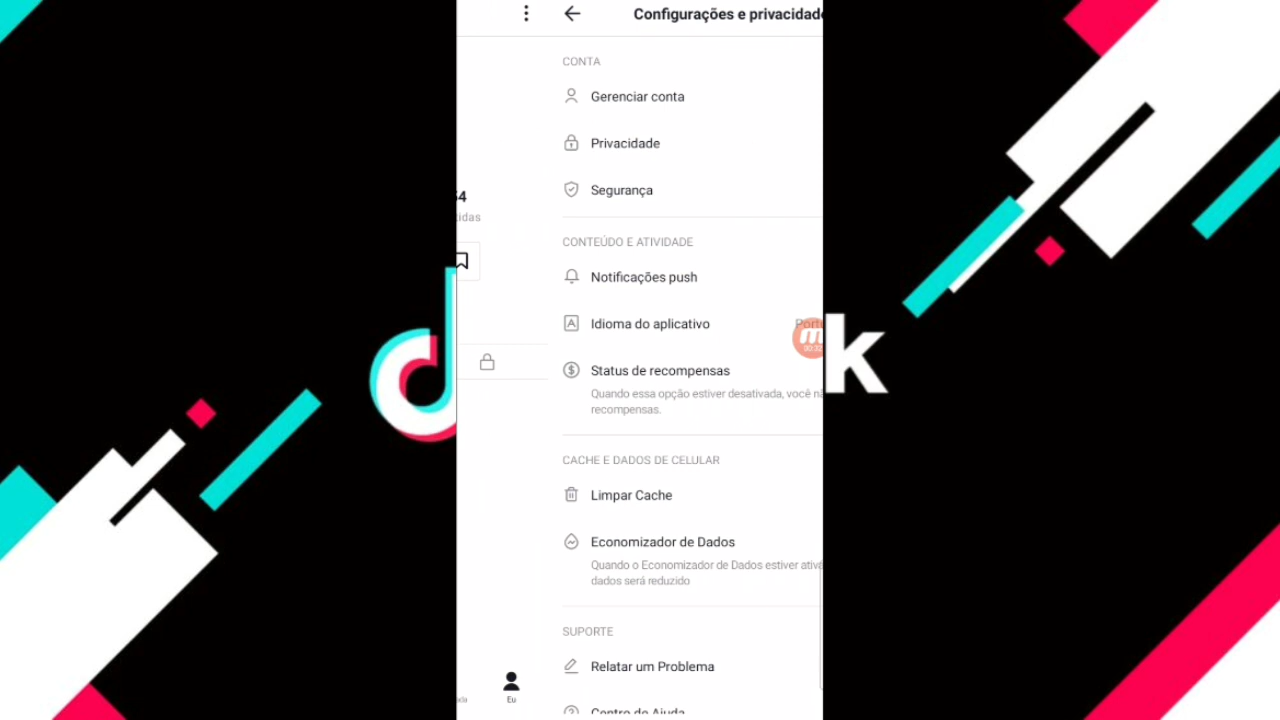 Configurações e privacidade
CONTA
Gerenciar conta
Privacidade
Segurança
CONTEÚDO E ATIVIDADE
Notificações push
Idioma do aplicativo
Status de recompensas
Quando essa opção estiver desativada, você
recompensas.
CACHE E DADOS DE CELULAR
Limpar Cache
Economizador de Dados
Quando o Economizador de Dados estiver
dados será reduzido
SUPORTE
Relatar um Problema
Centro de Ajuda
Eu
k